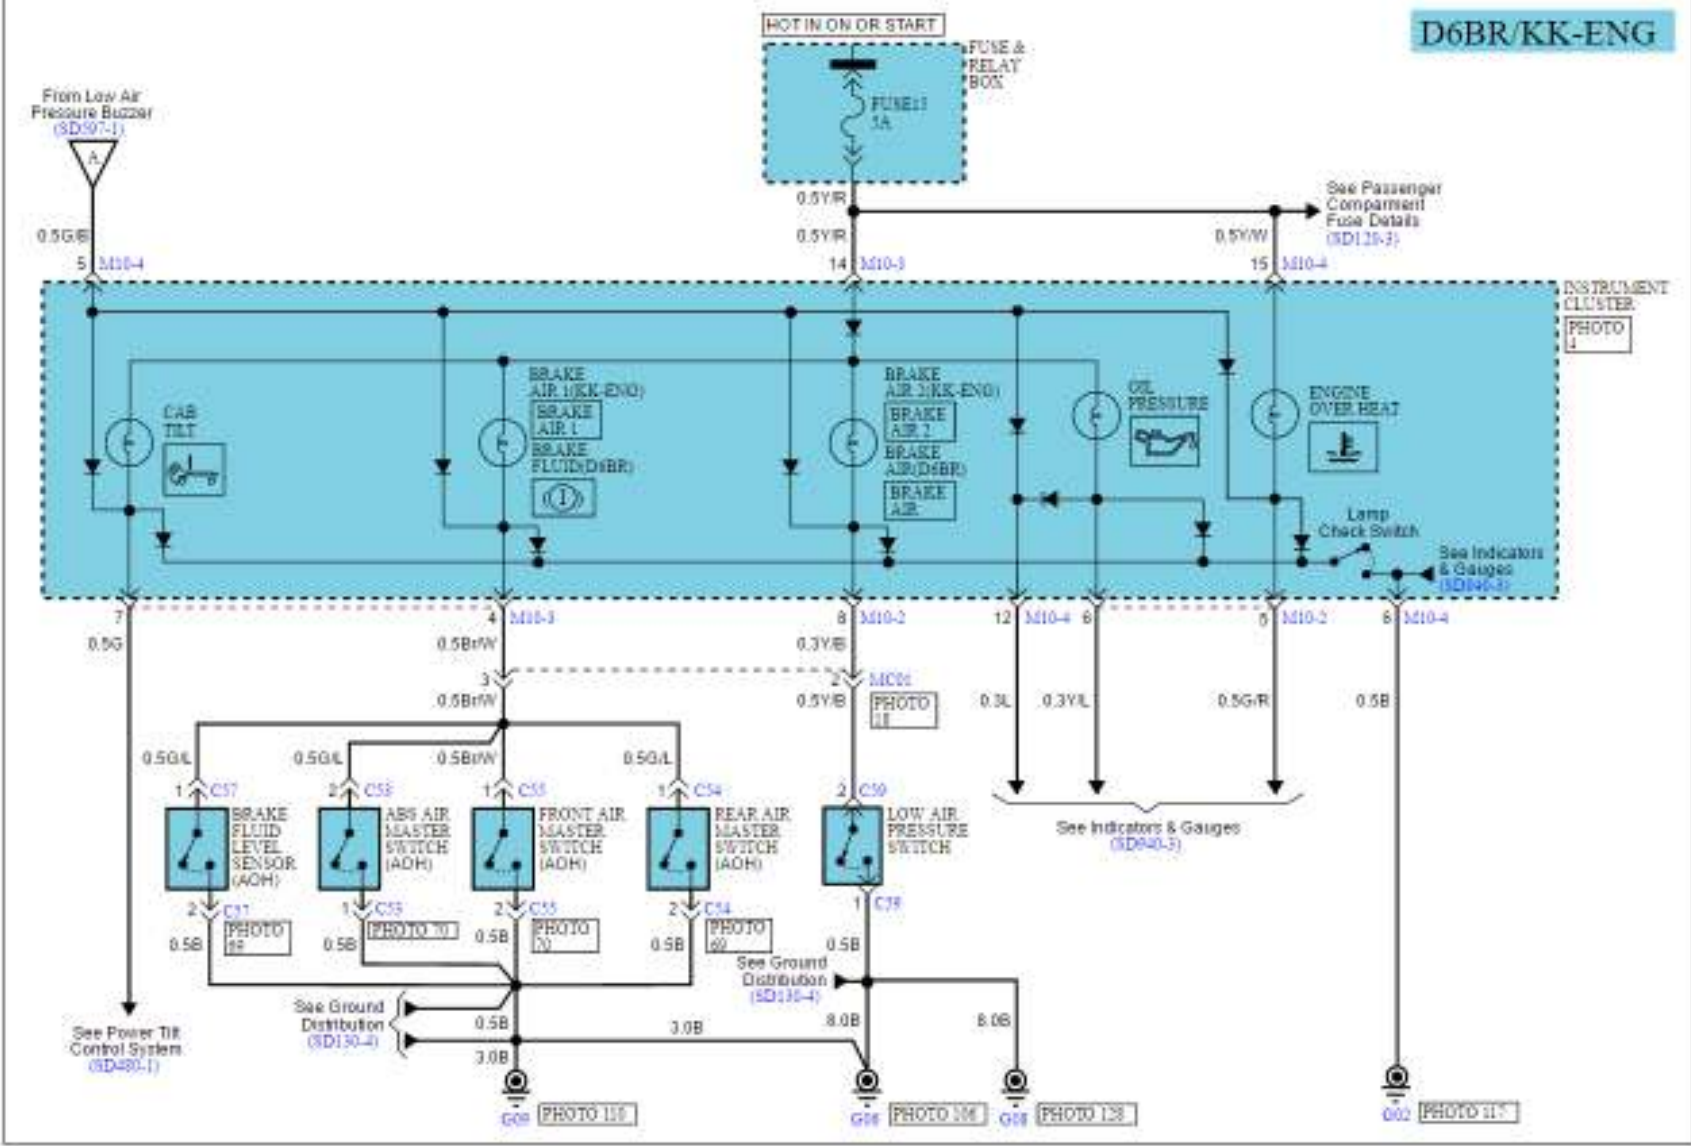 HOT IN ON OR START
D6BR/KK-ENG
FUSE &
RELAY
BOX
FUSE13
5A
From Low Air
Pressure Buzzer
(SD597-1)
A
0.5G/B
5 M10-4
0.5Y/R
0.5Y/R
14 M10-3
See Passenger
Comparment
Fuse Details
(SD120-3)
0.5Y/W
15 M10-4
INSTRUMENT
CLUSTER
PHOTO
4
CAB
TILT
BRAKE
AIR 1(KK-ENG)
BRAKE
AIR 1
BRAKE
FLUID(D6BR)
BRAKE
AIR 2(KK-ENG)
BRAKE
AIR 2
BRAKE
AIR(D6BR)
BRAKE
AIR
OIL
PRESSURE
ENGINE
OVER HEAT
Lamp
Check Switch
See Indicators
& Gauges
(SD940-3)
7
4 M10-3
8 M10-2
12 M10-4
6
5 M10-2
6 M10-4
0.5G
0.5Br/W
0.3Y/B
3
2 MC01
PHOTO
18
0.5Br/W
0.5Y/B
0.3L
0.3Y/L
0.5G/R
0.5B
0.5G/L
0.5G/L
0.5Br/W
0.5G/L
1 C57
2 C53
1 C55
1 C54
2 C59
BRAKE
FLUID
LEVEL
SENSOR
(AOH)
ABS AIR
MASTER
SWITCH
(AOH)
FRONT AIR
MASTER
SWITCH
(AOH)
REAR AIR
MASTER
SWITCH
(AOH)
LOW AIR
PRESSURE
SWITCH
See Indicators & Gauges
(SD940-3)
2 C57
1 C53
2 C55
2 C54
1 C59
PHOTO
69
PHOTO 70
PHOTO
70
PHOTO
69
0.5B
0.5B
0.5B
0.5B
0.5B
See Ground
Distribution
(SD130-4)
See Ground
Distribution
(SD130-4)
0.5B
3.0B
3.0B
8.0B
8.0B
See Power Tilt
Control System
(SD480-1)
G09 PHOTO 110
G06 PHOTO 106
G08 PHOTO 128
G02 PHOTO 117